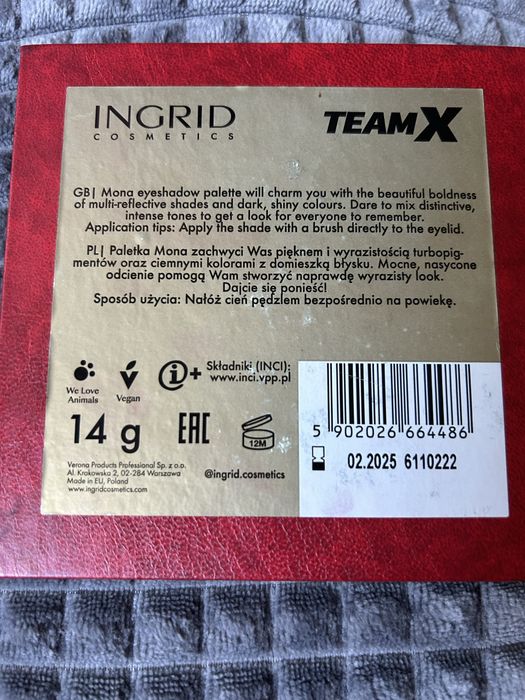 INGRID
COSMETICS
TEAMX
GB| Mona eyeshadow palette will charm you with the beautiful boldness
of multi-reflective shades and dark, shiny colours. Dare to mix distinctive,
intense tones to get a look for everyone to remember.
Application tips: Apply the shade with a brush directly to the eyelid.
PL| Paletka Mona zachwyci Was pięknem i wyrazistością turbopig-
mentów oraz ciemnymi kolorami z domieszką błysku. Mocne, nasycone
odcienie pomogą Wam stworzyć naprawdę wyrazisty look.
Dajcie się ponieść!
Sposób użycia: Nałóż cień pędzlem bezpośrednio na powiekę.
We Love
Animals
Vegan
i+
Składniki (INCI):
www.inci.vpp.pl
14 g
EAC
12M
Verona Products Professional Sp. z o.o.
Al. Krakowska 2, 02-284 Warszawa
Made in EU, Poland
www.ingridcosmetics.com
@ingrid.cosmetics
5 902026 664486
02.2025 6110222